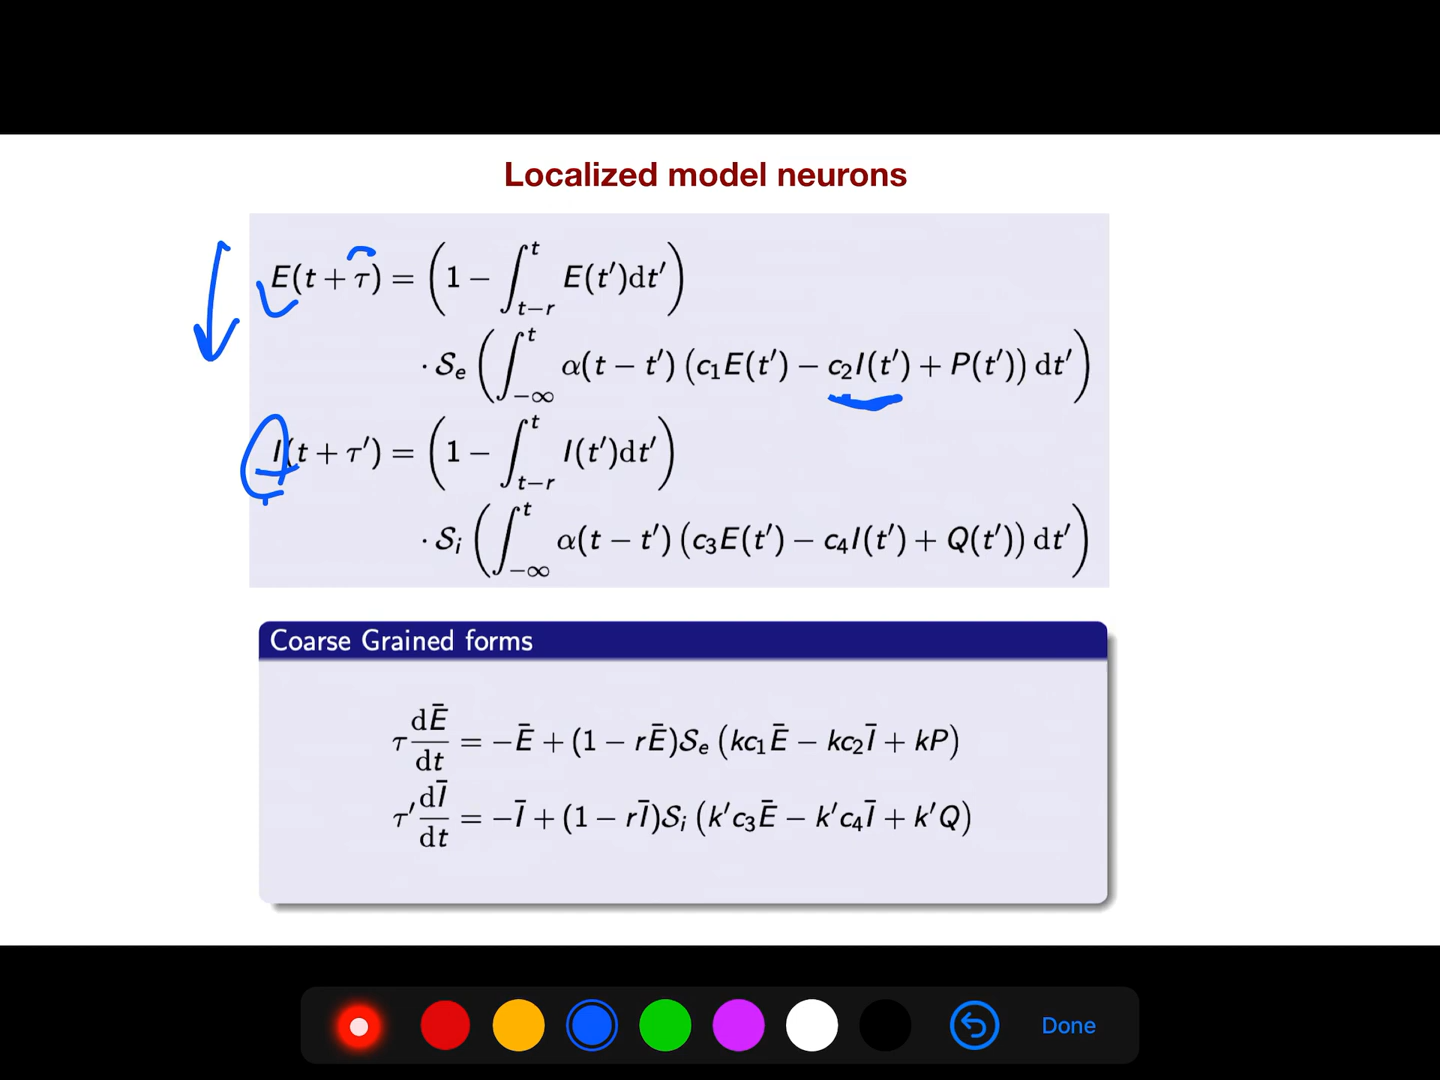 Localized model neurons
E(t + τ) = (1 − ∫_{t−r}^{t} E(t′)dt′)
· S_e (∫_{−∞}^{t} α(t − t′) (c₁E(t′) − c₂I(t′) + P(t′)) dt′)
I(t + τ′) = (1 − ∫_{t−r}^{t} I(t′)dt′)
· S_i (∫_{−∞}^{t} α(t − t′) (c₃E(t′) − c₄I(t′) + Q(t′)) dt′)
Coarse Grained forms
τ dĒ/dt = −Ē + (1 − rĒ)S_e (kc₁Ē − kc₂Ī + kP)
τ′ dĪ/dt = −Ī + (1 − rĪ)S_i (k′c₃Ē − k′c₄Ī + k′Q)
Done